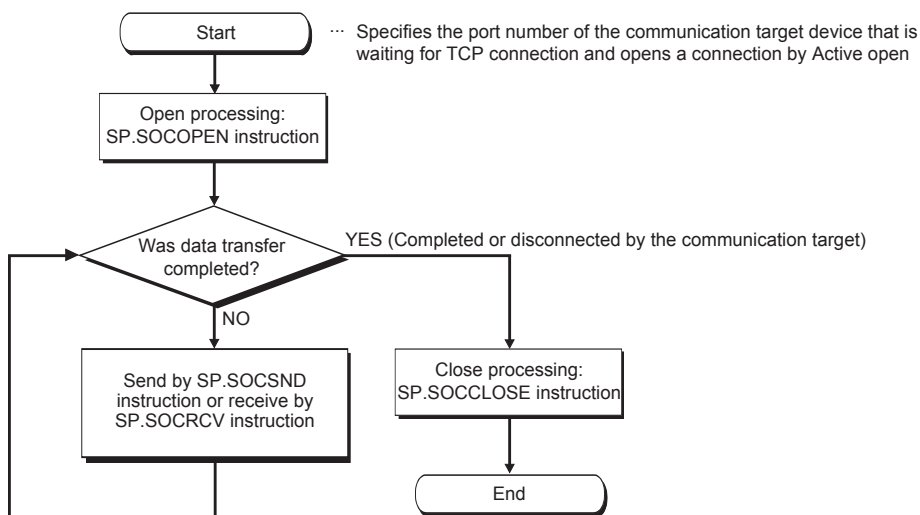 Start
··· Specifies the port number of the communication target device that is
waiting for TCP connection and opens a connection by Active open
Open processing:
SP.SOCOPEN instruction
Was data transfer
completed?
YES (Completed or disconnected by the communication target)
NO
Send by SP.SOCSND
instruction or receive by
SP.SOCRCV instruction
Close processing:
SP.SOCCLOSE instruction
End